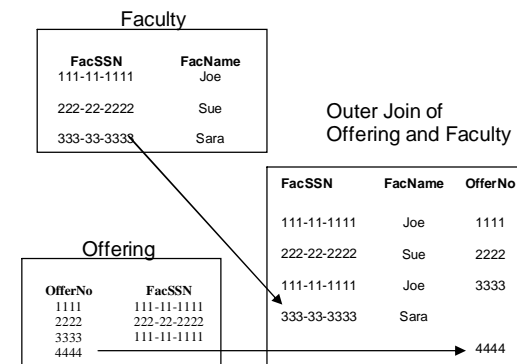 Faculty
FacSSN FacName
111-11-1111 Joe
222-22-2222 Sue
333-33-3333 Sara
Outer Join of
Offering and Faculty
FacSSN FacName OfferNo
111-11-1111 Joe 1111
222-22-2222 Sue 2222
111-11-1111 Joe 3333
333-33-3333 Sara
4444
Offering
OfferNo FacSSN
1111 111-11-1111
2222 222-22-2222
3333 111-11-1111
4444